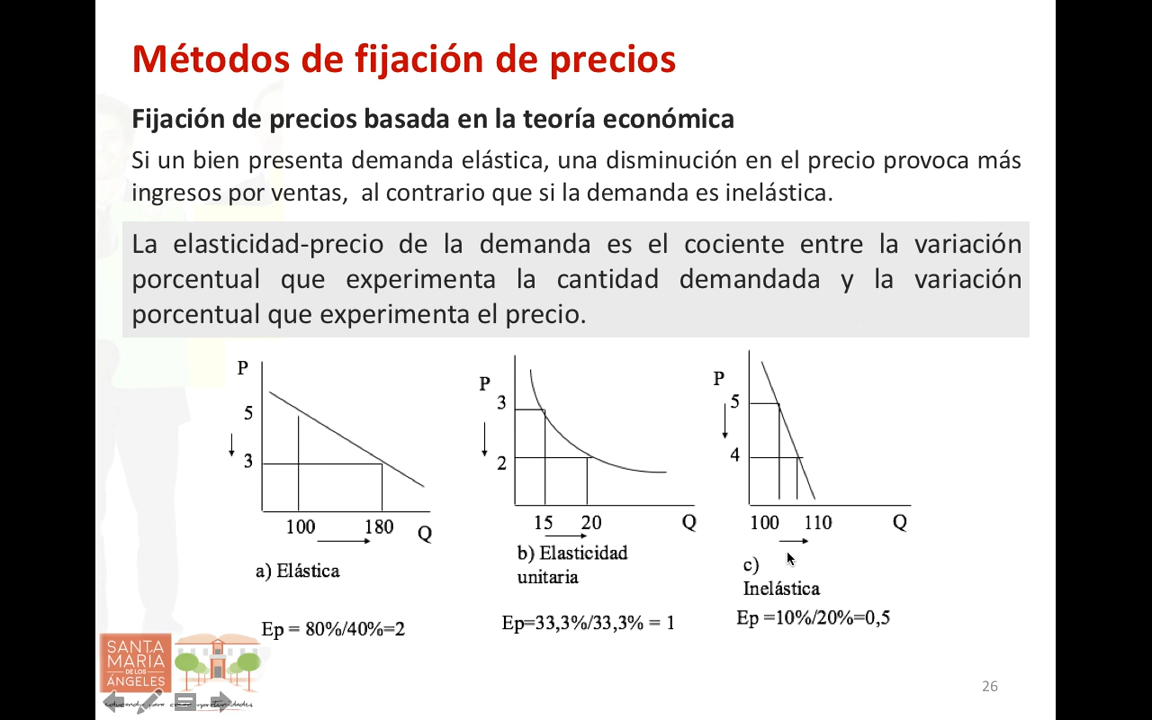 Métodos de fijación de precios
Fijación de precios basada en la teoría económica
Si un bien presenta demanda elástica, una disminución en el precio provoca más
ingresos por ventas, al contrario que si la demanda es inelástica.
La elasticidad-precio de la demanda es el cociente entre la variación
porcentual que experimenta la cantidad demandada y la variación
porcentual que experimenta el precio.
P
5
3
100 180 Q
a) Elástica
Ep = 80%/40%=2
P
3
2
15 20 Q
b) Elasticidad
unitaria
Ep=33,3%/33,3% = 1
P
5
4
100 110 Q
c)
Inelástica
Ep =10%/20%=0,5
SANTA
MARÍA
DE LOS
ÁNGELES
26